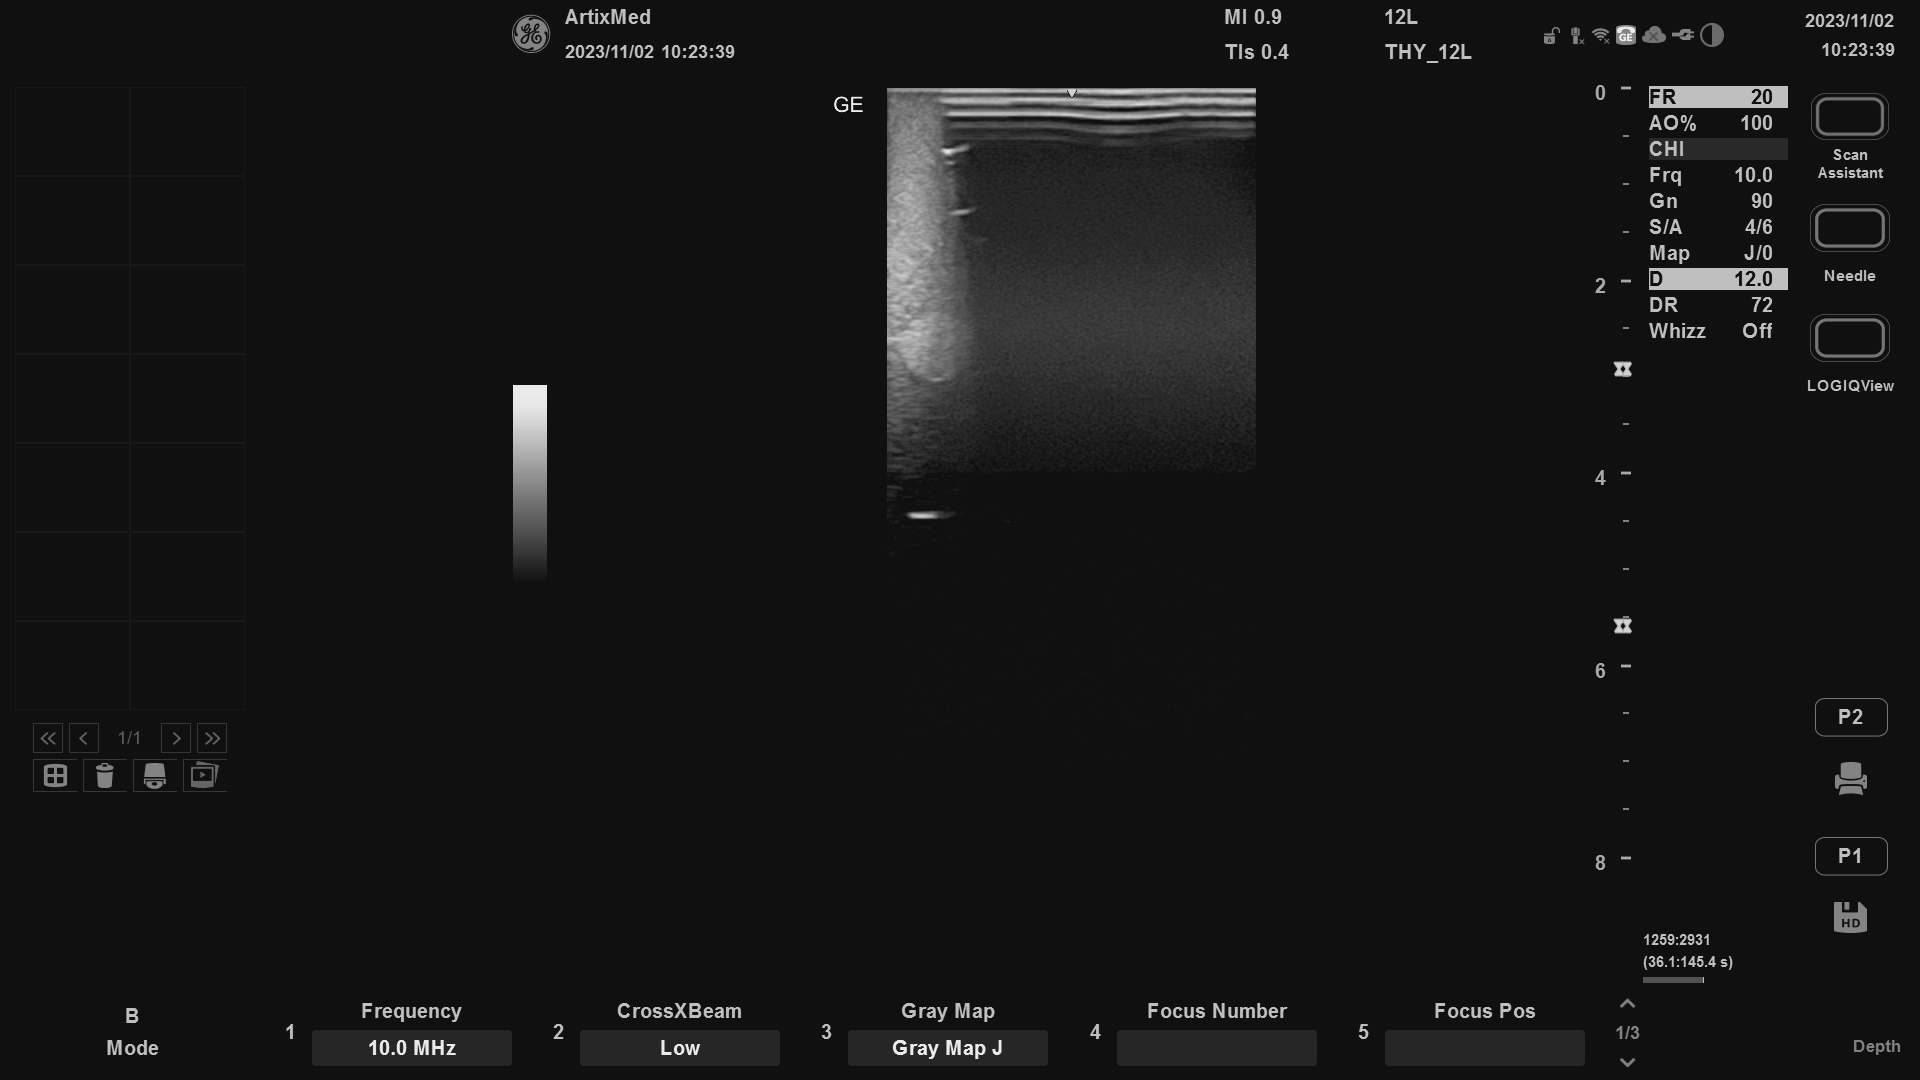 ArtixMed
2023/11/02 10:23:39
MI 0.9
TIs 0.4
12L
THY_12L
GE
2023/11/02
10:23:39
GE
0
2
4
6
8
FR 20
AO% 100
CHI
Frq 10.0
Gn 90
S/A 4/6
Map J/0
D 12.0
DR 72
Whizz Off
Scan
Assistant
Needle
LOGIQView
1/1
P2
P1
HD
1259:2931
(36.1:145.4 s)
B
Mode
1
Frequency
10.0 MHz
2
CrossXBeam
Low
3
Gray Map
Gray Map J
4
Focus Number
5
Focus Pos
1/3
Depth